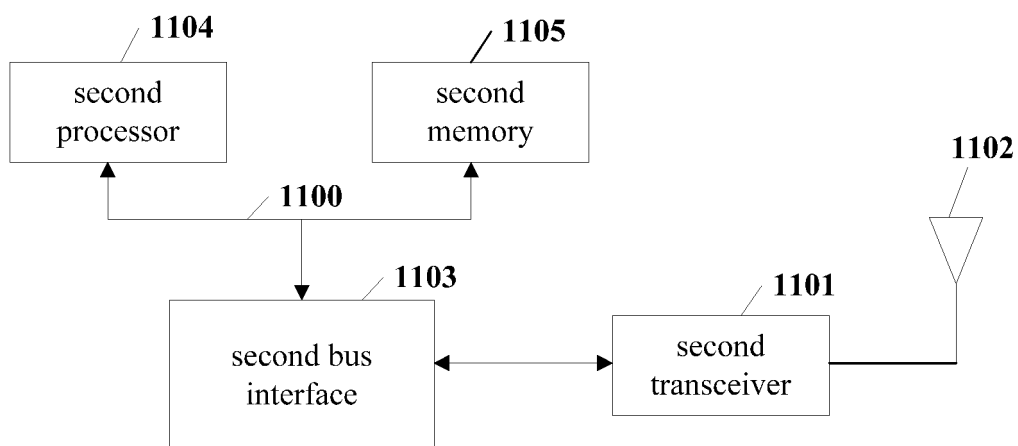 1104
1105
second
processor
second
memory
1102
1100
1103
1101
second bus
interface
second
transceiver